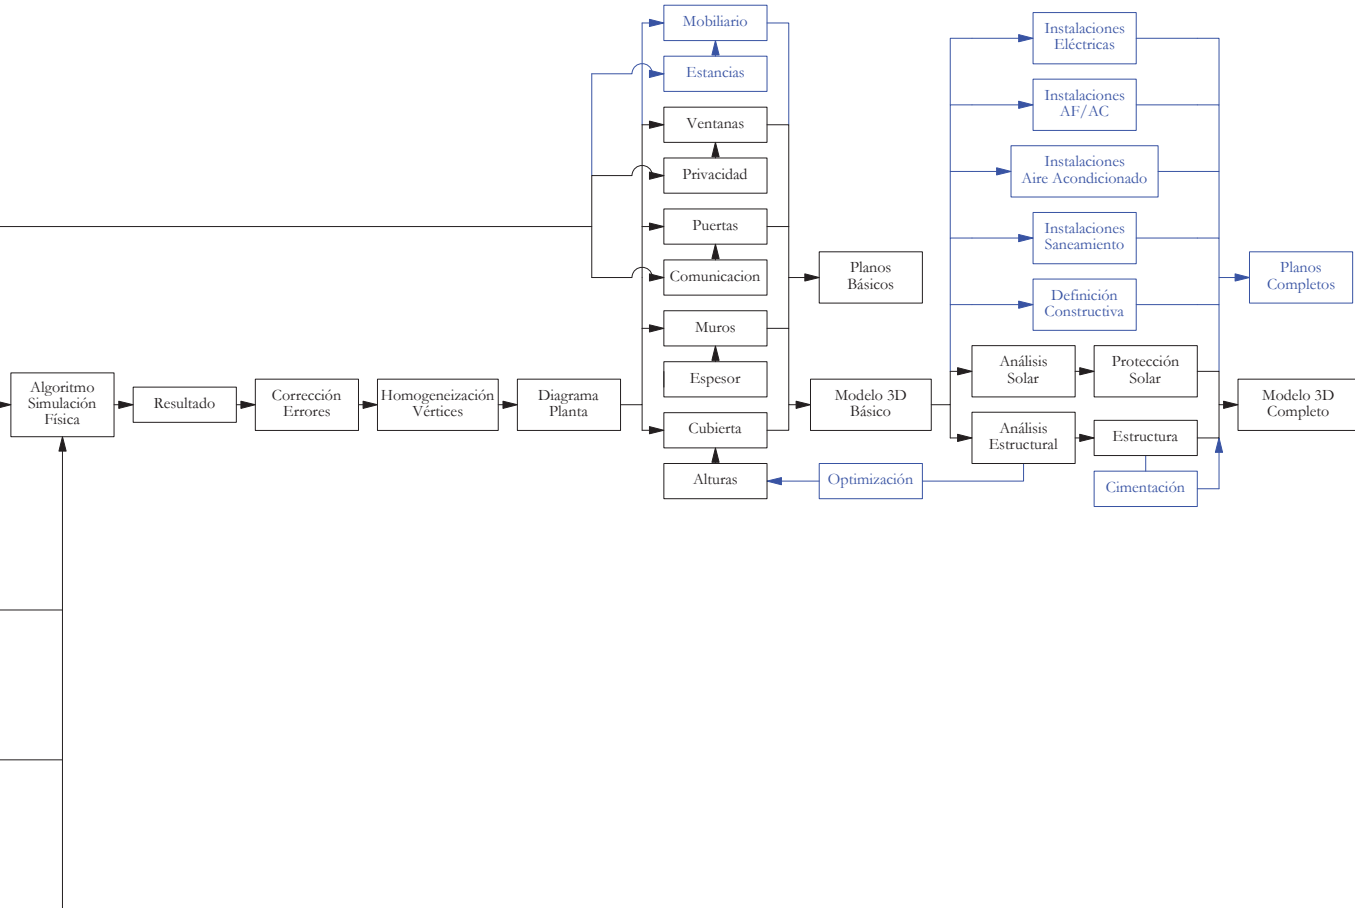 Mobiliario
Estancias
Ventanas
Privacidad
Puertas
Comunicacion
Muros
Espesor
Cubierta
Alturas
Algoritmo
Simulación
Física
Resultado
Corrección
Errores
Homogeneización
Vértices
Diagrama
Planta
Planos
Básicos
Modelo 3D
Básico
Optimización
Instalaciones
Eléctricas
Instalaciones
AF/AC
Instalaciones
Aire Acondicionado
Instalaciones
Saneamiento
Definición
Constructiva
Análisis
Solar
Protección
Solar
Análisis
Estructural
Estructura
Cimentación
Planos
Completos
Modelo 3D
Completo